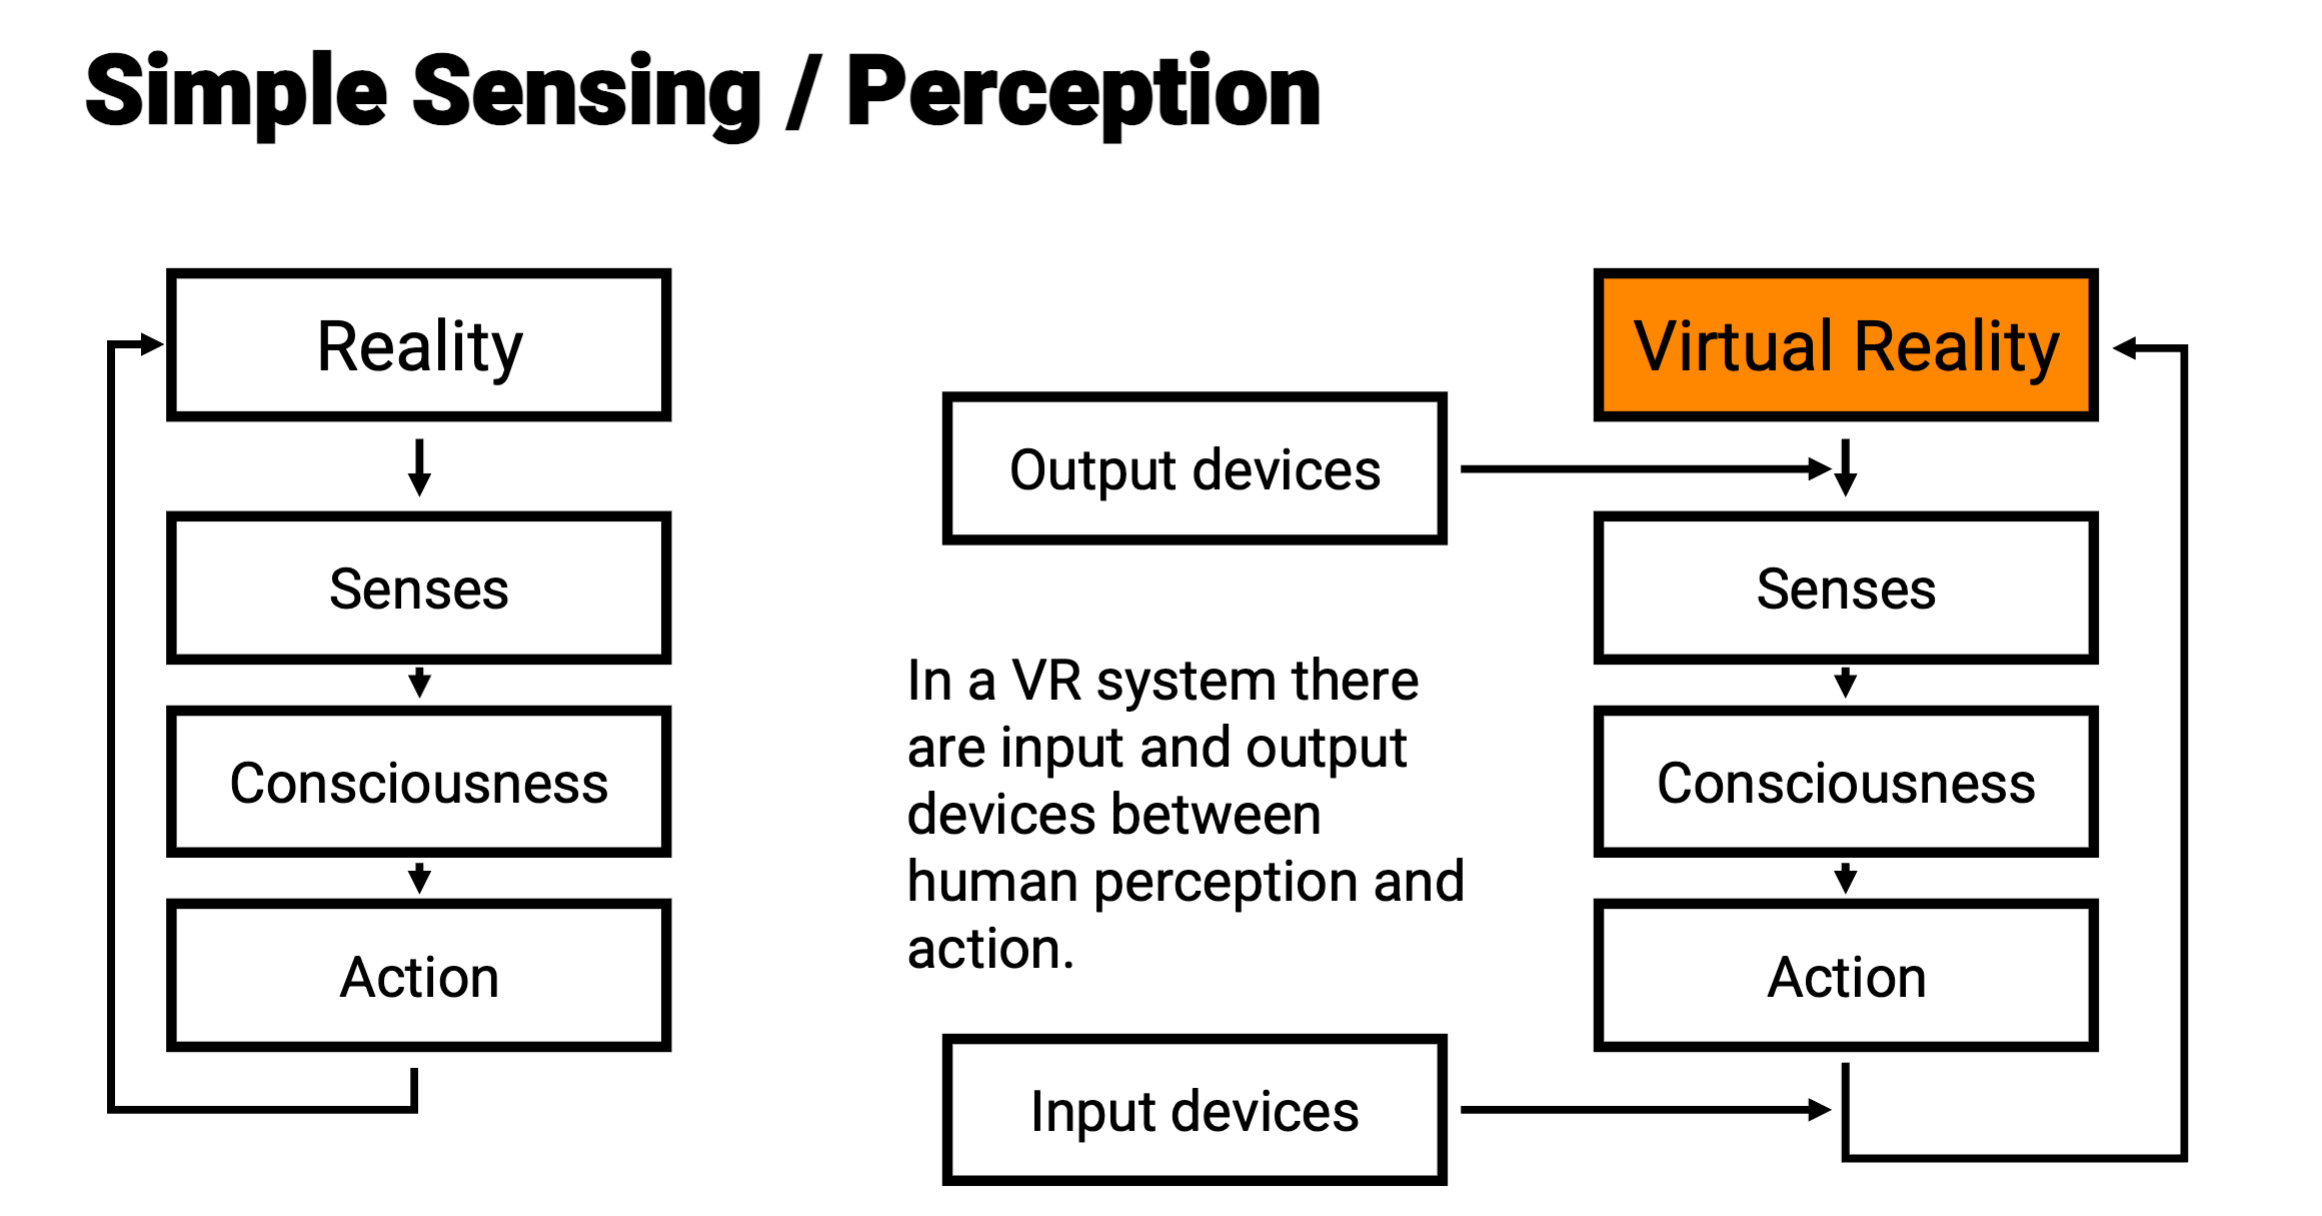 Simple Sensing / Perception
Reality
Senses
Consciousness
Action
Output devices
In a VR system there
are input and output
devices between
human perception and
action.
Input devices
Virtual Reality
Senses
Consciousness
Action